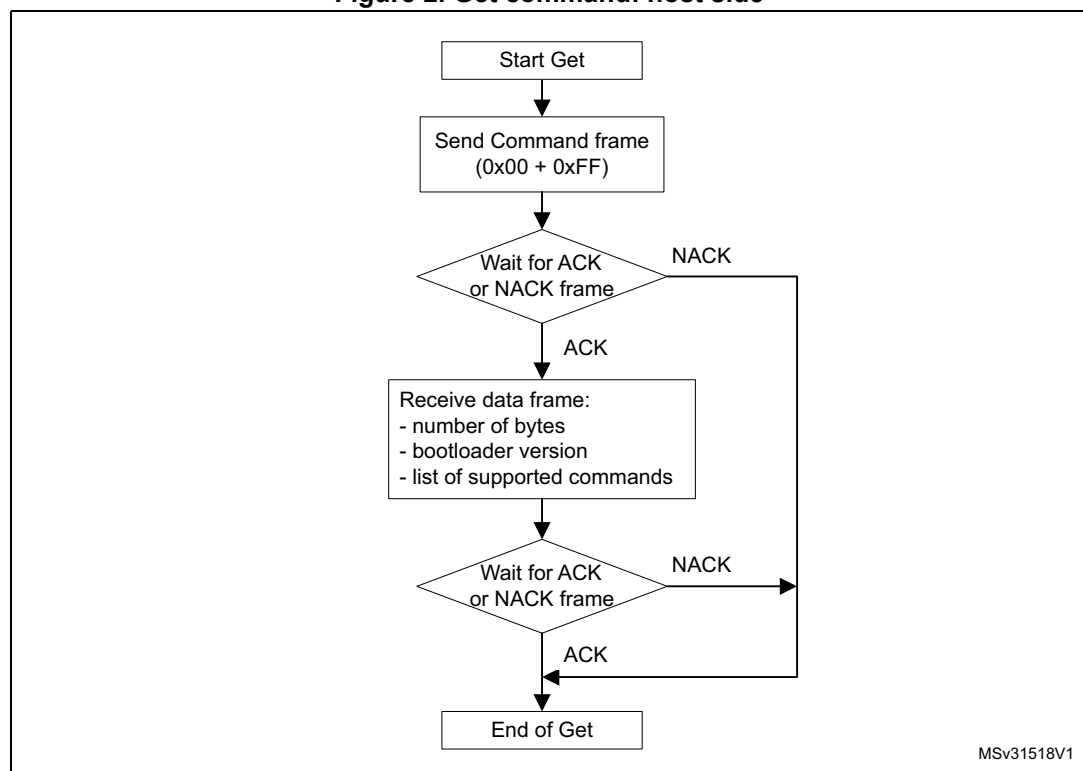 Figure 2. Get command: host side
Start Get
Send Command frame
(0x00 + 0xFF)
Wait for ACK
or NACK frame
NACK
ACK
Receive data frame:
- number of bytes
- bootloader version
- list of supported commands
Wait for ACK
or NACK frame
NACK
ACK
End of Get
MSv31518V1